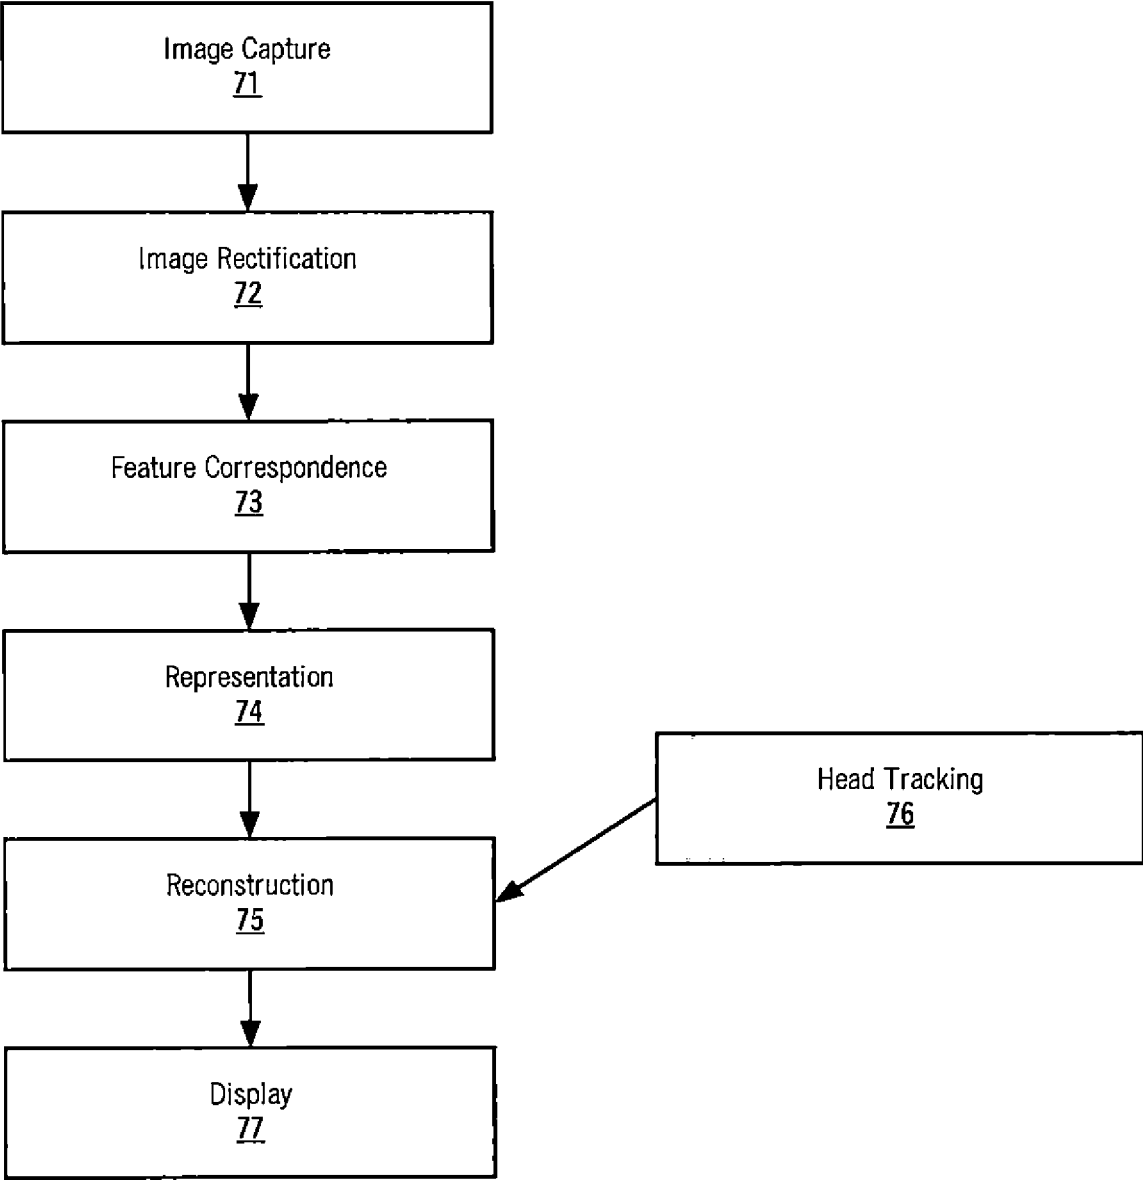 Image Capture
71
Image Rectification
72
Feature Correspondence
73
Representation
74
Head Tracking
76
Reconstruction
75
Display
77